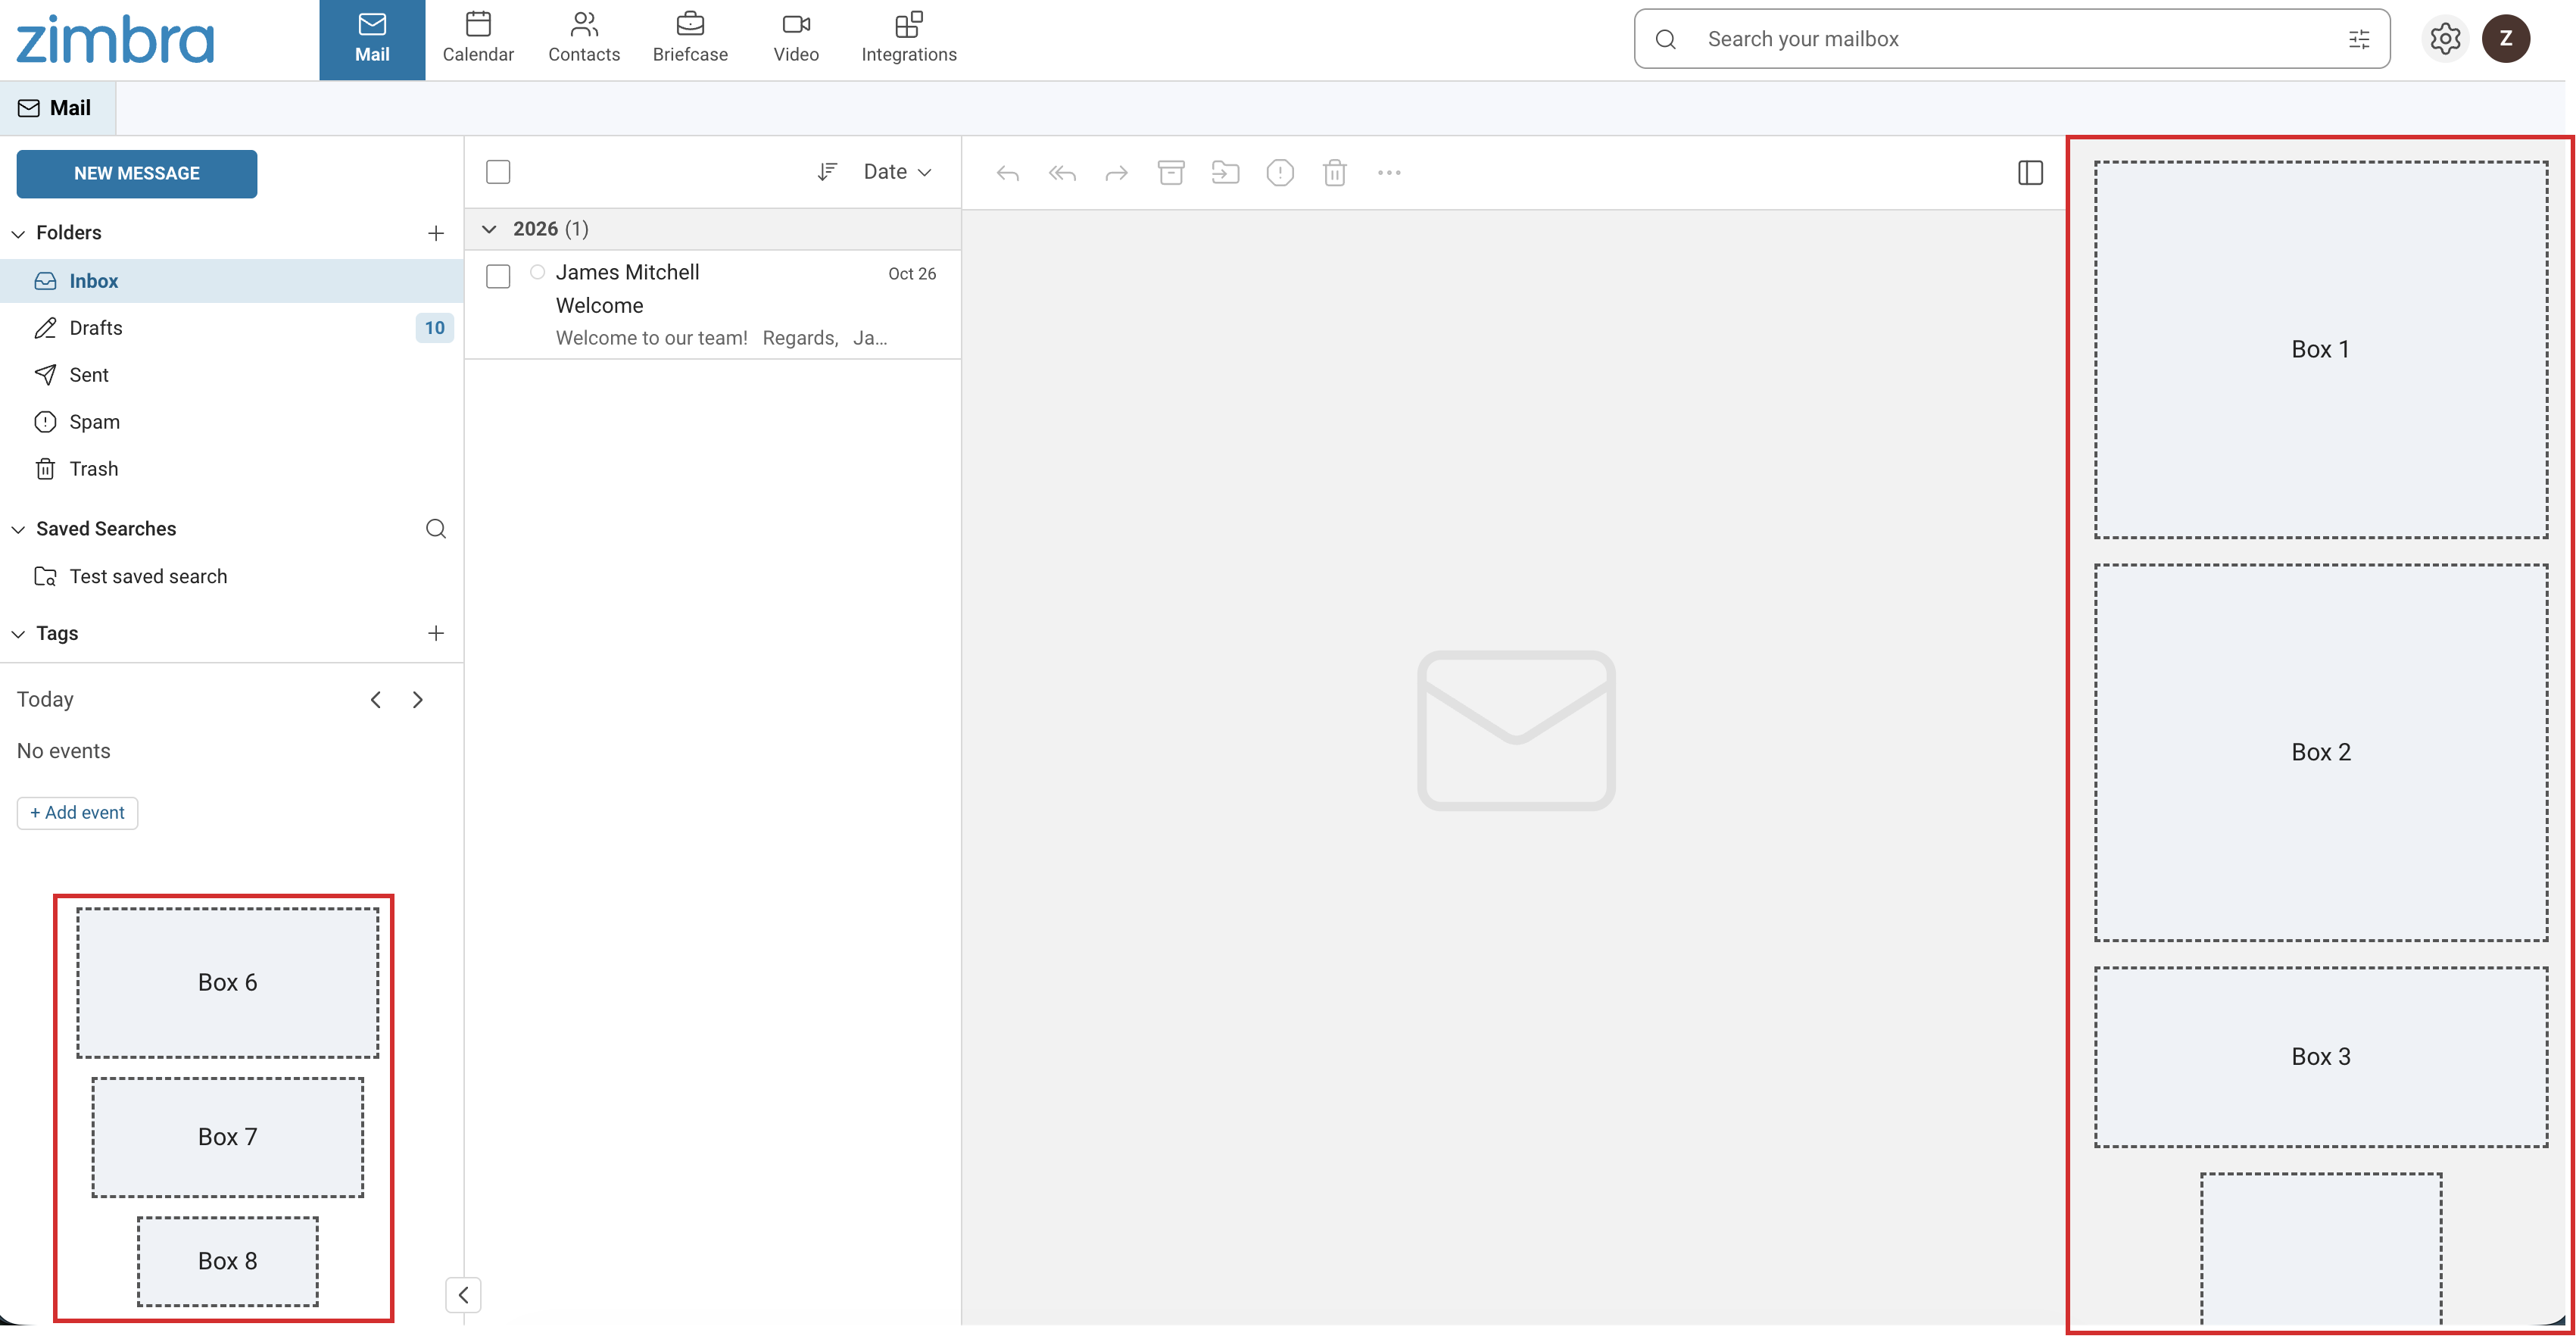 zimbra
Mail
Calendar
Contacts
Briefcase
Video
Integrations
Search your mailbox
Z
Mail
NEW MESSAGE
Folders
Inbox
Drafts 10
Sent
Spam
Trash
Saved Searches
Test saved search
Tags
Today
No events
+ Add event
Box 6
Box 7
Box 8
Date
2026 (1)
James Mitchell Oct 26
Welcome
Welcome to our team! Regards, Ja...
Box 1
Box 2
Box 3